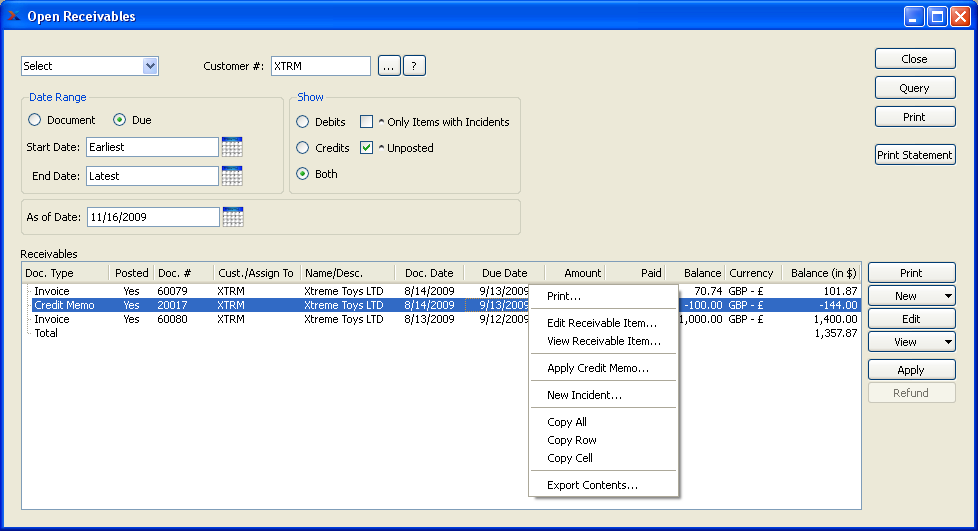 Open Receivables
Select Customer #: XTRM ... ? Close
Query
Date Range Show
Document Due Debits ^ Only Items with Incidents Print
Start Date: Earliest Credits ^ Unposted Print Statement
End Date: Latest Both
As of Date: 11/16/2009
Receivables
Doc. Type Posted Doc. # Cust./Assign To Name/Desc. Doc. Date Due Date Amount Paid Balance Currency Balance (in $) Print
Invoice Yes 60079 XTRM Xtreme Toys LTD 8/14/2009 9/13/2009 70.74 GBP - £ 101.87 New
Credit Memo Yes 20017 XTRM Xtreme Toys LTD 8/14/2009 9/13/2009 -100.00 GBP - £ -144.00
Invoice Yes 60080 XTRM Xtreme Toys LTD 8/13/2009 9/12/2009 1,000.00 GBP - £ 1,400.00 Edit
Total 1,357.87
View
Apply
Refund
Print...
Edit Receivable Item...
View Receivable Item...
Apply Credit Memo...
New Incident...
Copy All
Copy Row
Copy Cell
Export Contents...